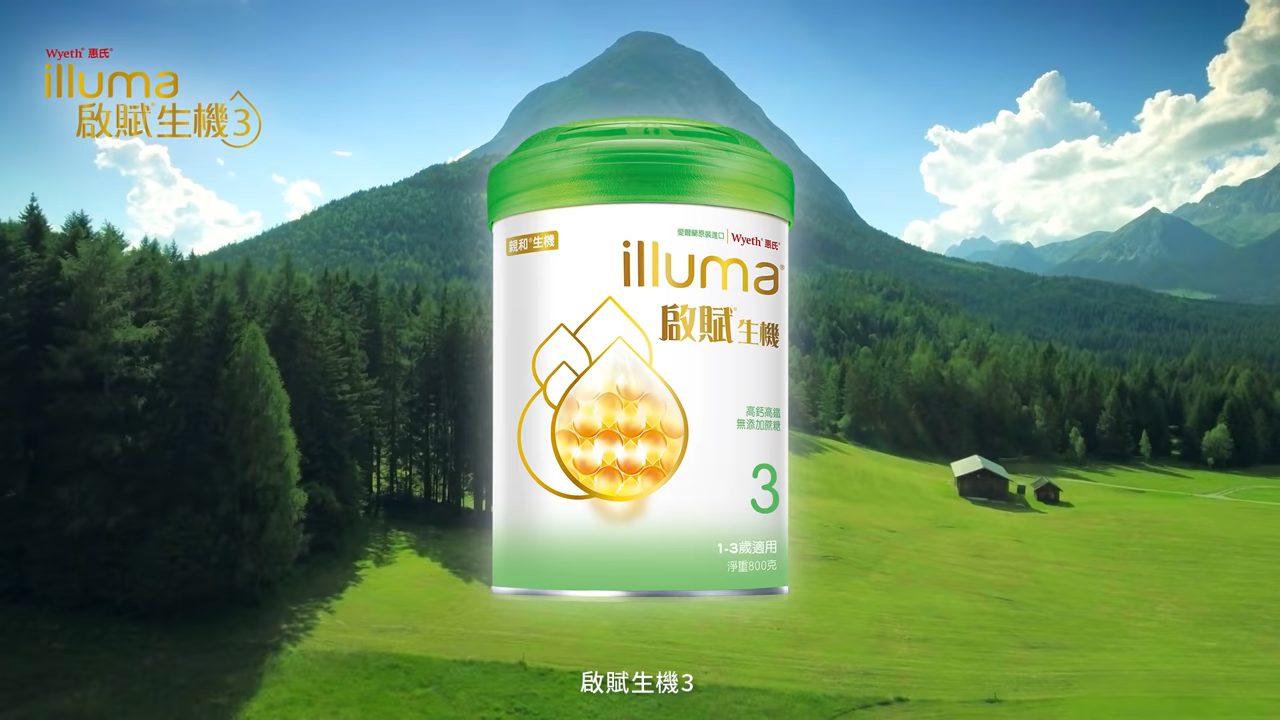 Wyeth® 惠氏®
illuma
啟賦®生機3
親和®生機
愛爾蘭原裝進口 | Wyeth® 惠氏®
illuma®
啟賦®生機
高鈣高鐵
無添加蔗糖
3
1-3歲適用
淨重800克
啟賦生機3